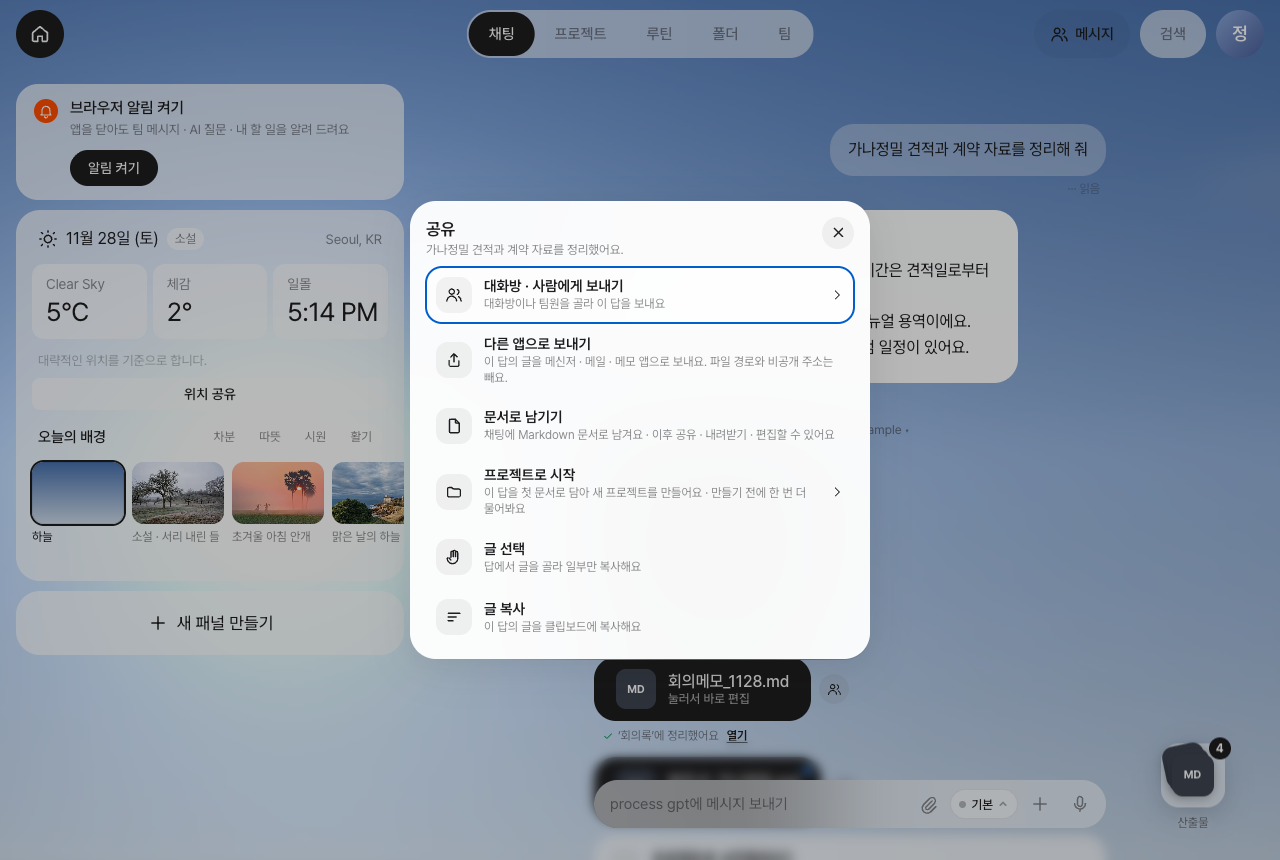 채팅
프로젝트
루틴
폴더
팀
메시지
검색
정
브라우저 알림 켜기
앱을 닫아도 팀 메시지 · AI 질문 · 내 할 일을 알려 드려요
알림 켜기
11월 28일 (토)
소설
Seoul, KR
Clear Sky
5°C
체감
2°
일몰
5:14 PM
대략적인 위치를 기준으로 합니다.
위치 공유
오늘의 배경
차분
따뜻
시원
활기
하늘
소설 · 서리 내린 들
초겨울 아침 안개
맑은 날의 하늘
새 패널 만들기
가나정밀 견적과 계약 자료를 정리해 줘
읽음
공유
가나정밀 견적과 계약 자료를 정리했어요.
대화방 · 사람에게 보내기
대화방이나 팀원을 골라 이 답을 보내요
다른 앱으로 보내기
이 답의 글을 메신저 · 메일 · 메모 앱으로 보내요. 파일 경로와 비공개 주소는
빼요.
문서로 남기기
채팅에 Markdown 문서로 남겨요 · 이후 공유 · 내려받기 · 편집할 수 있어요
프로젝트로 시작
이 답을 첫 문서로 담아 새 프로젝트를 만들어요 · 만들기 전에 한 번 더
물어봐요
글 선택
답에서 글을 골라 일부만 복사해요
글 복사
이 답의 글을 클립보드에 복사해요
견적일로부터
용역이에요.
일정이 있어요.
MD
회의메모_1128.md
눌러서 바로 편집
'회의록'에 정리했어요
열기
process gpt에 메시지 보내기
기본
MD
4
산출물